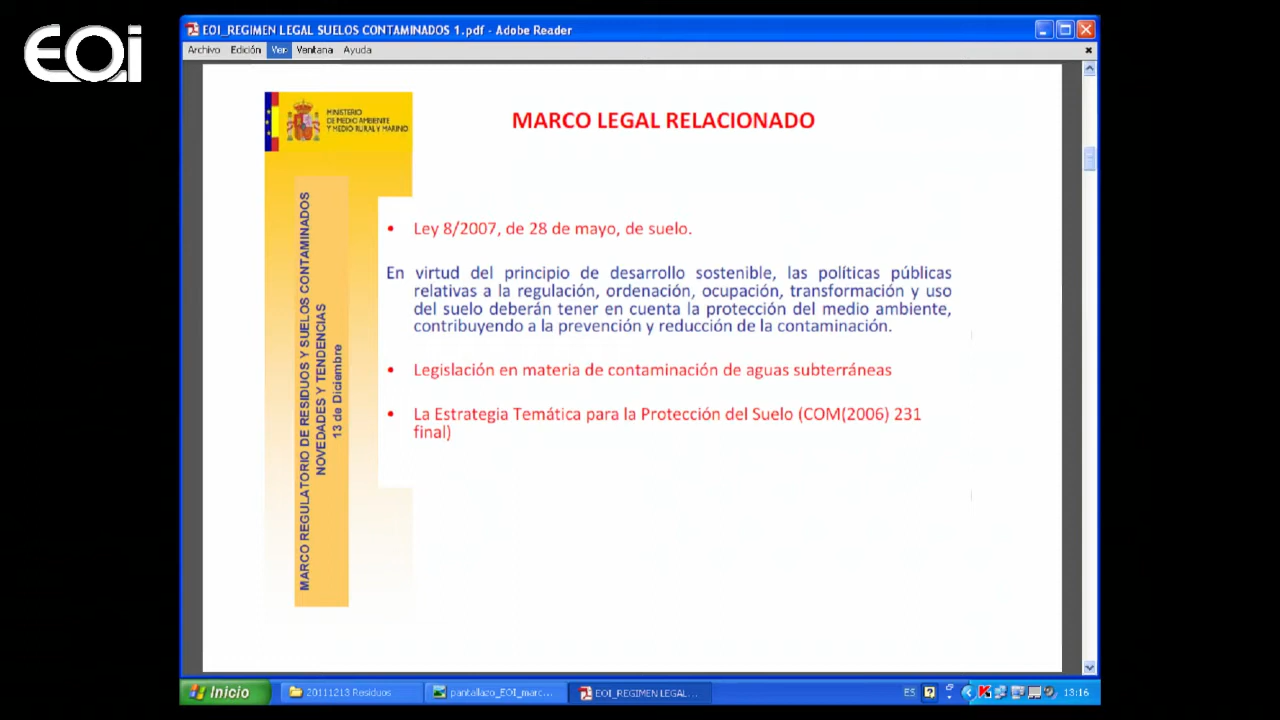 EOi
EOI_REGIMEN LEGAL SUELOS CONTAMINADOS 1.pdf - Adobe Reader
Archivo Edición Ver Ventana Ayuda
MINISTERIO
DE MEDIO AMBIENTE
Y MEDIO RURAL Y MARINO
MARCO LEGAL RELACIONADO
MARCO REGULATORIO DE RESIDUOS Y SUELOS CONTAMINADOS
NOVEDADES Y TENDENCIAS
13 de Diciembre
• Ley 8/2007, de 28 de mayo, de suelo.
En virtud del principio de desarrollo sostenible, las políticas públicas
relativas a la regulación, ordenación, ocupación, transformación y uso
del suelo deberán tener en cuenta la protección del medio ambiente,
contribuyendo a la prevención y reducción de la contaminación.
• Legislación en materia de contaminación de aguas subterráneas
• La Estrategia Temática para la Protección del Suelo (COM(2006) 231
final)
Inicio
20111213 Residuos
pantallazo_EOI_marc...
EOI_REGIMEN LEGAL...
ES
13:16